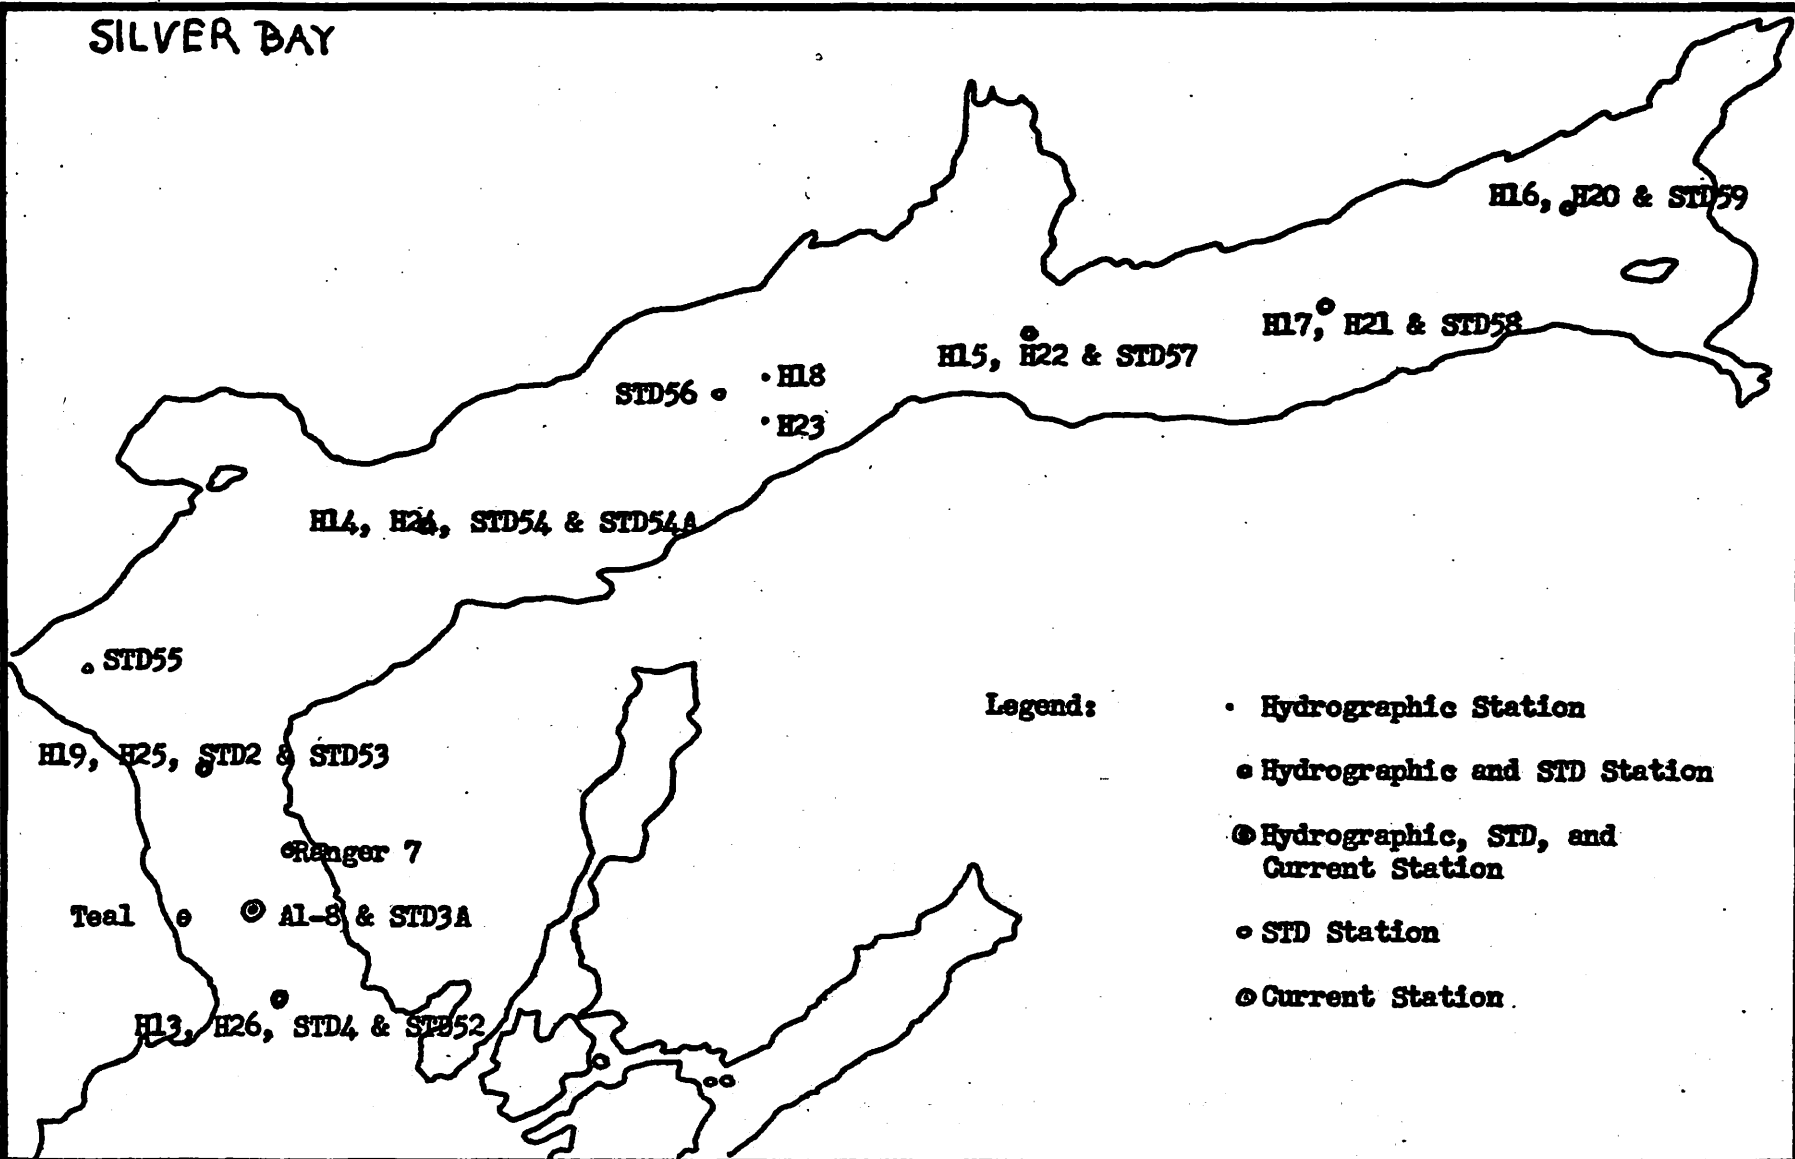 SILVER BAY
H16, H20 & STD59
H17, H21 & STD58
H15, H22 & STD57
STD56
H18
H23
H14, H24, STD54 & STD54A
STD55
H19, H25, STD2 & STD53
Ranger 7
Teal
A1-8 & STD3A
H13, H26, STD4 & STD52
Legend:
Hydrographic Station
Hydrographic and STD Station
Hydrographic, STD, and
Current Station
STD Station
Current Station